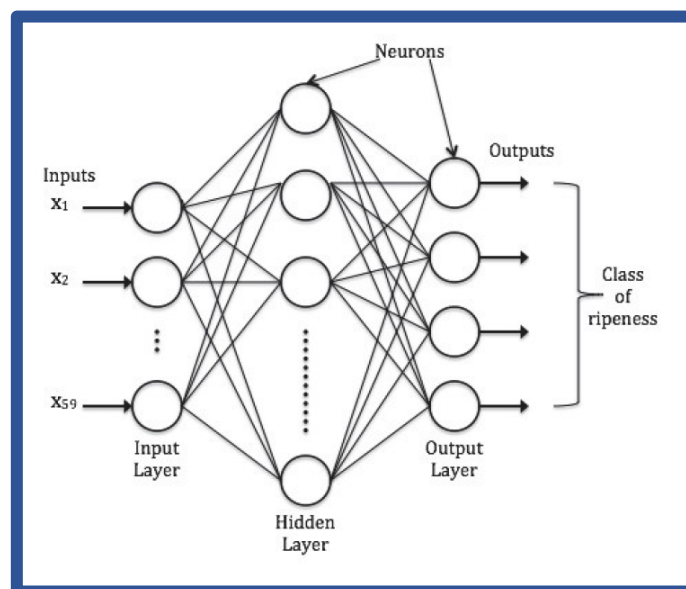 Neurons
Outputs
Inputs
x1
x2
x59
Class
of
ripeness
Input
Layer
Output
Layer
Hidden
Layer